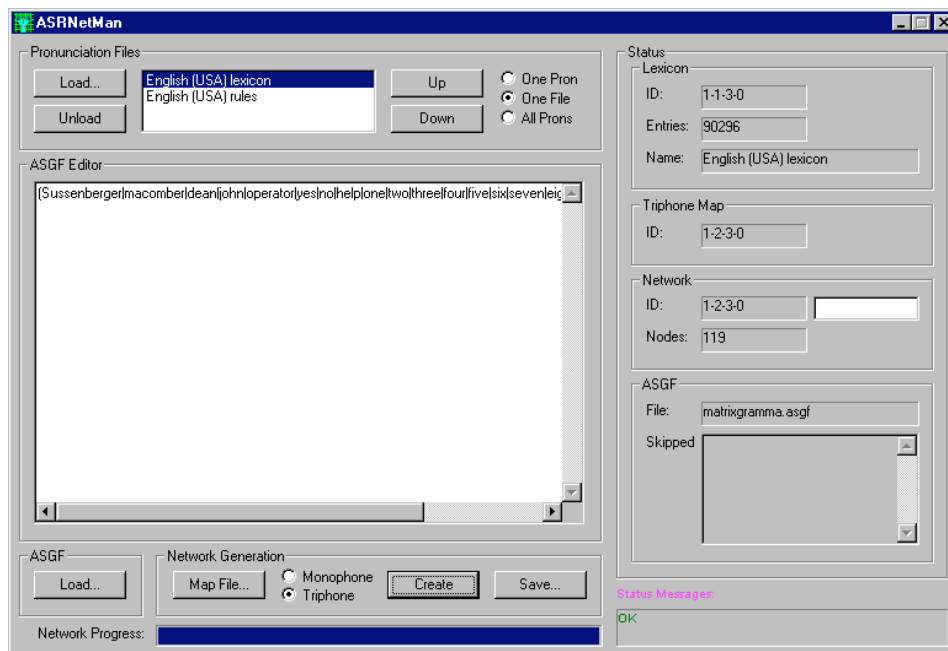 ASRNetMan
Pronunciation Files
Load...
Unload
English (USA) lexicon
English (USA) rules
Up
Down
One Pron
One File
All Prons
ASGF Editor
(Sussenberger|macomber|dean|john|operator|yes|no|help|one|two|three|four|five|six|seven|eig
ASGF
Load...
Network Generation
Map File...
Monophone
Triphone
Create
Save...
Network Progress:
Status
Lexicon
ID: 1-1-3-0
Entries: 90296
Name: English (USA) lexicon
Triphone Map
ID: 1-2-3-0
Network
ID: 1-2-3-0
Nodes: 119
ASGF
File: matrixgramma.asgf
Skipped
Status Messages:
OK